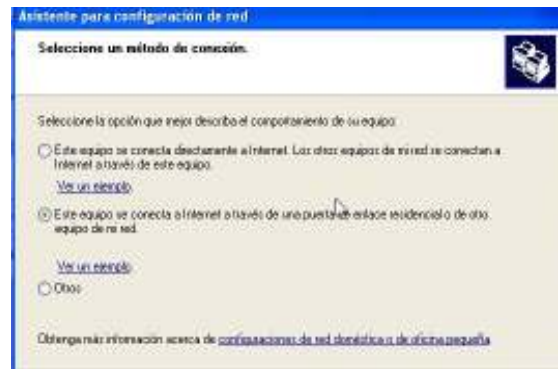 Asistente para configuración de red
Seleccione un método de conexión.
Seleccione la opción que mejor describa el comportamiento de su equipo:
Este equipo se conecta directamente a Internet. Los otros equipos de mi red se conectan a
Internet a través de este equipo.
Ver un ejemplo.
Este equipo se conecta a Internet a través de una puerta de enlace residencial o de otro
equipo de mi red.
Ver un ejemplo.
Otros
Obtenga más información acerca de configuraciones de red doméstica o de oficina pequeña